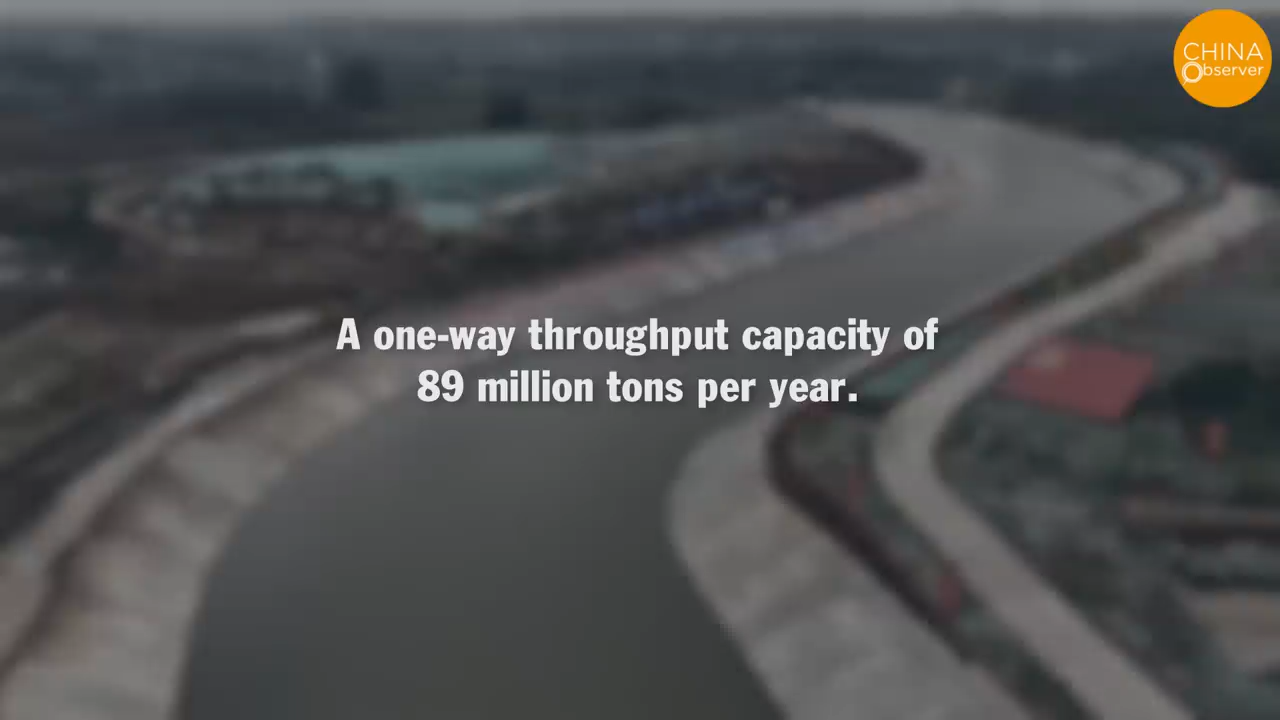 CHINA
Observer
A one-way throughput capacity of
89 million tons per year.